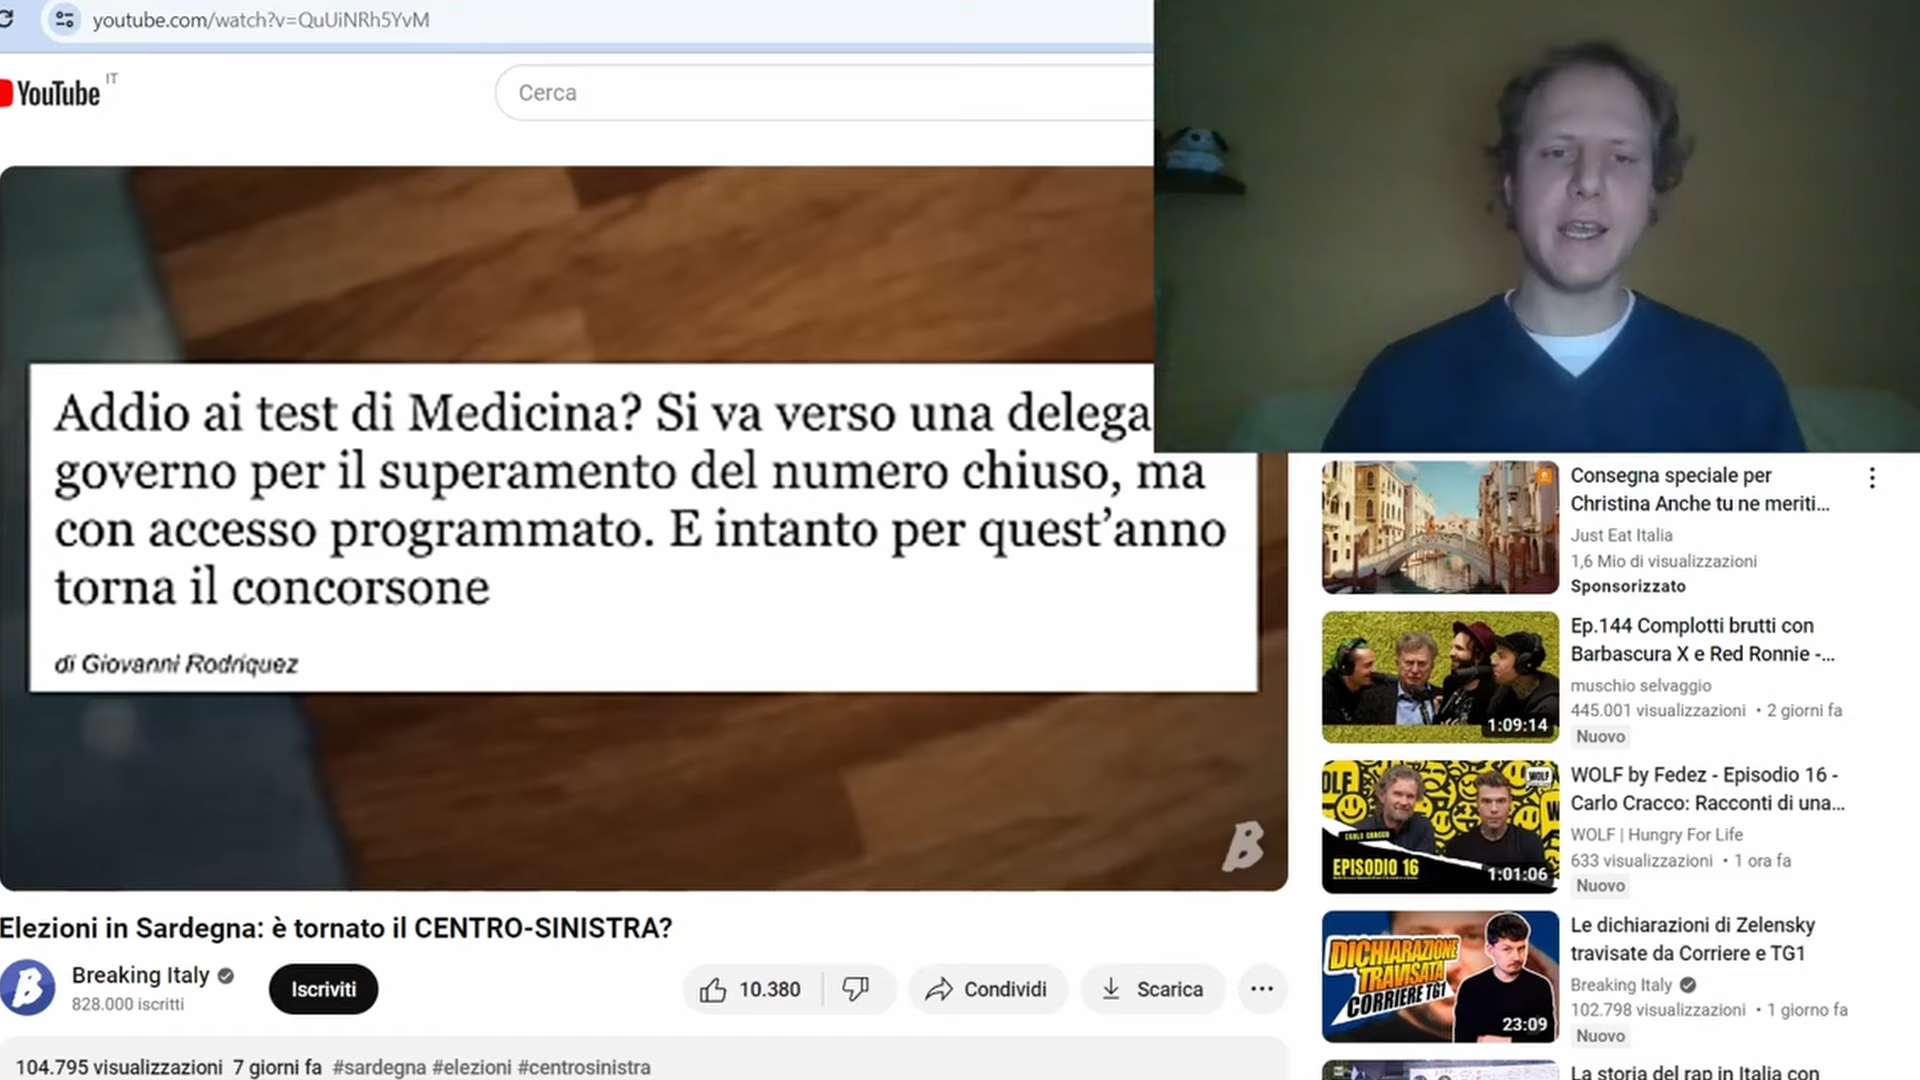 youtube.com/watch?v=QuUiNRh5YvM
YouTube IT
Cerca
Addio ai test di Medicina? Si va verso una delega
governo per il superamento del numero chiuso, ma
con accesso programmato. E intanto per quest’anno
torna il concorsone
di Giovanni Rodriquez
B
Elezioni in Sardegna: è tornato il CENTRO-SINISTRA?
B
Breaking Italy
828.000 iscritti
Iscriviti
10.380
Condividi
Scarica
104.795 visualizzazioni 7 giorni fa #sardegna #elezioni #centrosinistra
Consegna speciale per
Christina Anche tu ne meriti...
Just Eat Italia
1,6 Mio di visualizzazioni
Sponsorizzato
1:09:14
Ep.144 Complotti brutti con
Barbascura X e Red Ronnie -...
muschio selvaggio
445.001 visualizzazioni • 2 giorni fa
Nuovo
WOLF
CARLO CRACCO
EPISODIO 16
1:01:06
WOLF by Fedez - Episodio 16 -
Carlo Cracco: Racconti di una...
WOLF | Hungry For Life
633 visualizzazioni • 1 ora fa
Nuovo
DICHIARAZIONE
TRAVISATA
CORRIERE TG1
23:09
Le dichiarazioni di Zelensky
travisate da Corriere e TG1
Breaking Italy
102.798 visualizzazioni • 1 giorno fa
Nuovo
La storia del rap in Italia con